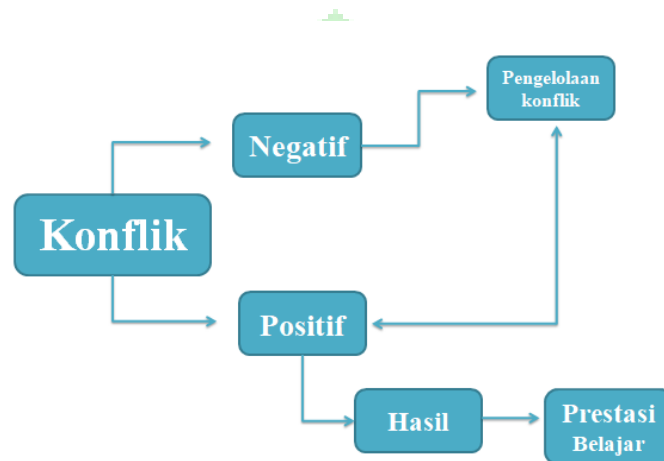 Pengelolaan
konflik
Negatif
Konflik
Positif
Hasil
Prestasi
Belajar